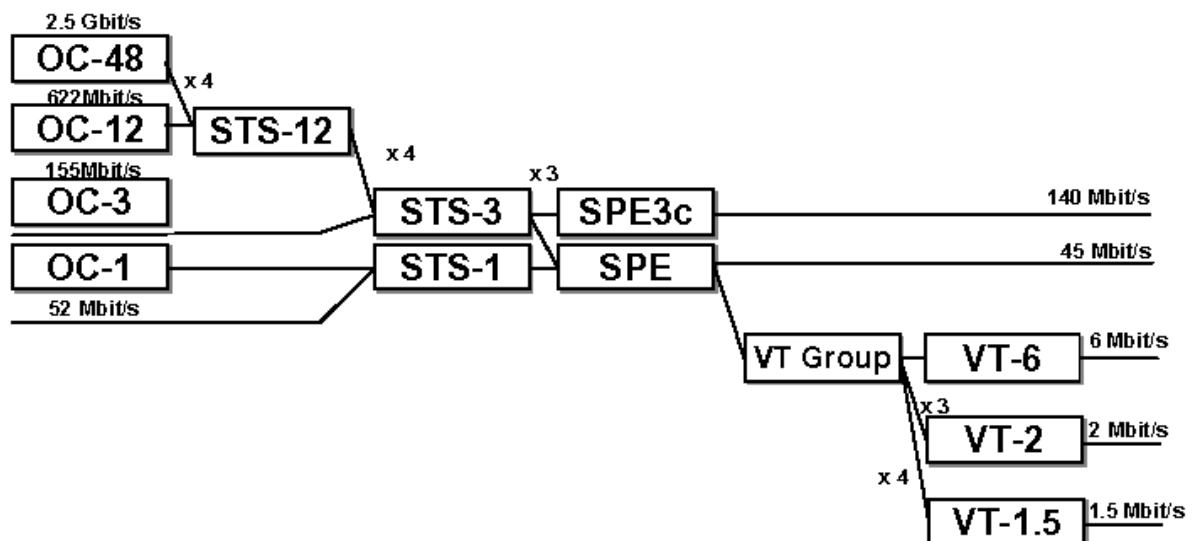 2.5 Gbit/s
OC-48
x 4
622Mbit/s
OC-12
STS-12
x 4
155Mbit/s
OC-3
x 3
STS-3
SPE3c
140 Mbit/s
OC-1
STS-1
SPE
45 Mbit/s
52 Mbit/s
VT Group
VT-6
6 Mbit/s
x 3
VT-2
2 Mbit/s
x 4
VT-1.5
1.5 Mbit/s